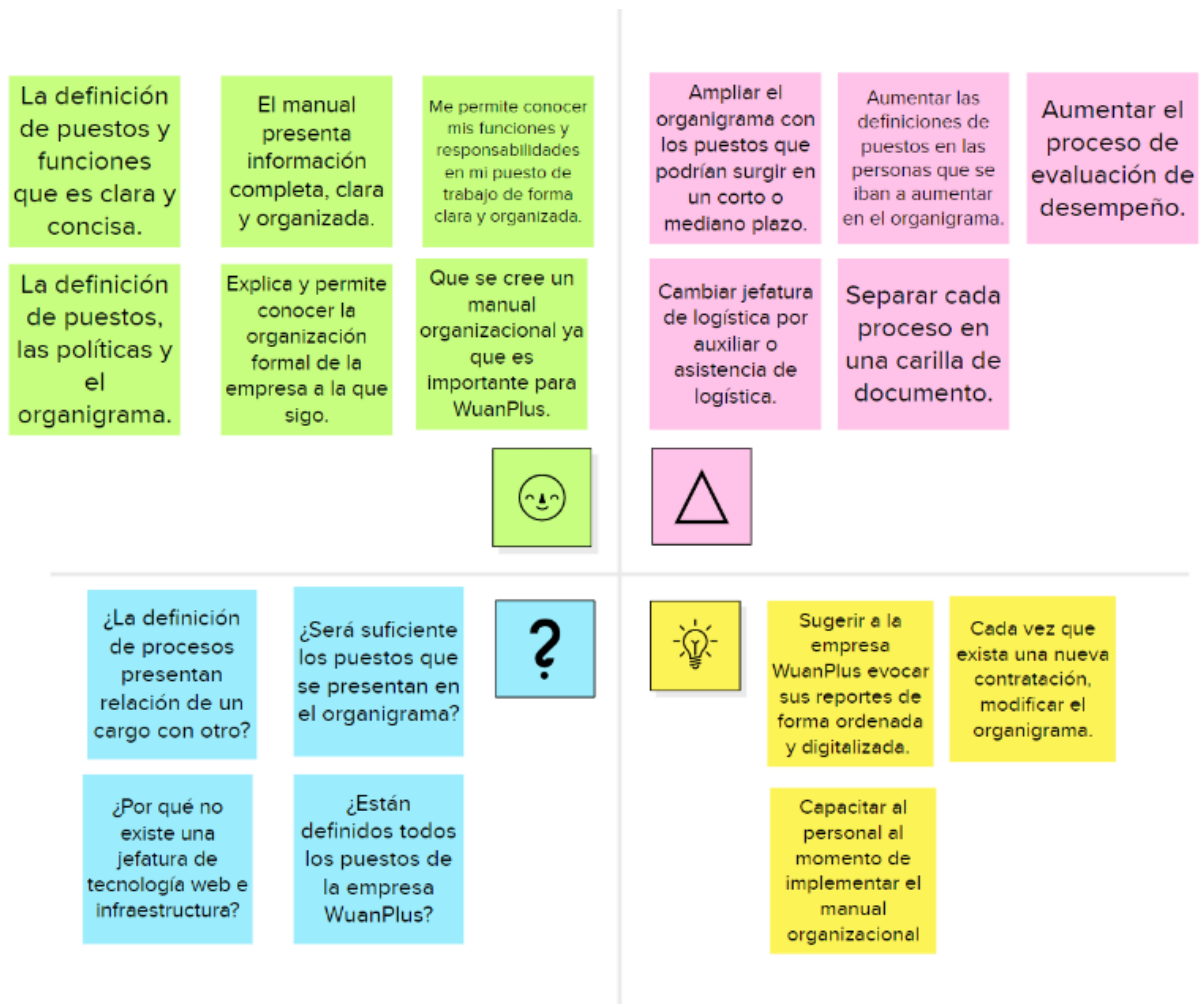 La definición
de puestos y
funciones
que es clara y
concisa.
El manual
presenta
información
completa, clara
y organizada.
Me permite conocer
mis funciones y
responsabilidades
en mi puesto de
trabajo de forma
clara y organizada.
La definición
de puestos,
las políticas y
el
organigrama.
Explica y permite
conocer la
organización
formal de la
empresa a la que
sigo.
Que se cree un
manual
organizacional ya
que es
importante para
WuanPlus.
Ampliar el
organigrama con
los puestos que
podrían surgir en
un corto o
mediano plazo.
Aumentar las
definiciones de
puestos en las
personas que se
iban a aumentar
en el organigrama.
Aumentar el
proceso de
evaluación de
desempeño.
Cambiar jefatura
de logística por
auxiliar o
asistencia de
logística.
Separar cada
proceso en
una carilla de
documento.
¿La definición
de procesos
presentan
relación de un
cargo con otro?
¿Será suficiente
los puestos que
se presentan en
el organigrama?
?
¿Por qué no
existe una
jefatura de
tecnología web e
infraestructura?
¿Están
definidos todos
los puestos de
la empresa
WuanPlus?
Sugerir a la
empresa
WuanPlus evocar
sus reportes de
forma ordenada
y digitalizada.
Cada vez que
exista una nueva
contratación,
modificar el
organigrama.
Capacitar al
personal al
momento de
implementar el
manual
organizacional